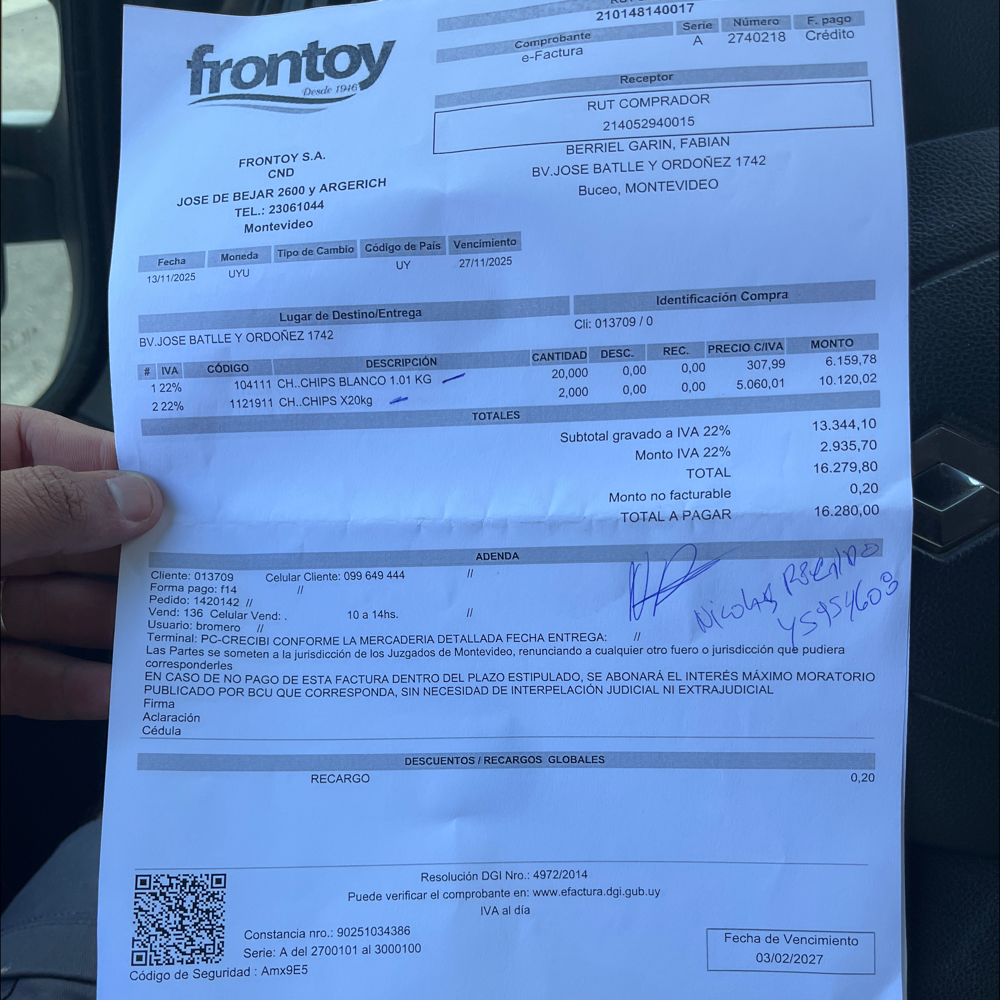 210148140017
Comprobante Serie Número F. pago
e-Factura A 2740218 Crédito
frontoy
Desde 1946
Receptor
RUT COMPRADOR
214052940015
BERRIEL GARIN, FABIAN
BV.JOSE BATLLE Y ORDOÑEZ 1742
Buceo, MONTEVIDEO
FRONTOY S.A.
CND
JOSE DE BEJAR 2600 y ARGERICH
TEL.: 23061044
Montevideo
Fecha Moneda Tipo de Cambio Código de País Vencimiento
13/11/2025 UYU UY 27/11/2025
Lugar de Destino/Entrega Identificación Compra
BV.JOSE BATLLE Y ORDOÑEZ 1742 Cli: 013709 / 0
# IVA CÓDIGO DESCRIPCIÓN CANTIDAD DESC. REC. PRECIO C/IVA MONTO
1 22% 104111 CH..CHIPS BLANCO 1.01 KG 20,000 0,00 0,00 307,99 6.159,78
2 22% 1121911 CH..CHIPS X20kg 2,000 0,00 0,00 5.060,01 10.120,02
TOTALES
Subtotal gravado a IVA 22% 13.344,10
Monto IVA 22% 2.935,70
TOTAL 16.279,80
Monto no facturable 0,20
TOTAL A PAGAR 16.280,00
ADENDA
Cliente: 013709 Celular Cliente: 099 649 444 //
Forma pago: f14 //
Pedido: 1420142 //
Vend: 136 Celular Vend: . 10 a 14hs. //
Usuario: bromero //
Terminal: PC-CRECIBI CONFORME LA MERCADERIA DETALLADA FECHA ENTREGA: //
Las Partes se someten a la jurisdicción de los Juzgados de Montevideo, renunciando a cualquier otro fuero o jurisdicción que pudiera
corresponderles
EN CASO DE NO PAGO DE ESTA FACTURA DENTRO DEL PLAZO ESTIPULADO, SE ABONARÁ EL INTERÉS MÁXIMO MORATORIO
PUBLICADO POR BCU QUE CORRESPONDA, SIN NECESIDAD DE INTERPELACIÓN JUDICIAL NI EXTRAJUDICIAL
Firma
Aclaración
Cédula
Nicolas
DESCUENTOS / RECARGOS GLOBALES
RECARGO 0,20
Resolución DGI Nro.: 4972/2014
Puede verificar el comprobante en: www.efactura.dgi.gub.uy
IVA al día
Constancia nro.: 90251034386
Serie: A del 2700101 al 3000100
Código de Seguridad : Amx9E5
Fecha de Vencimiento
03/02/2027